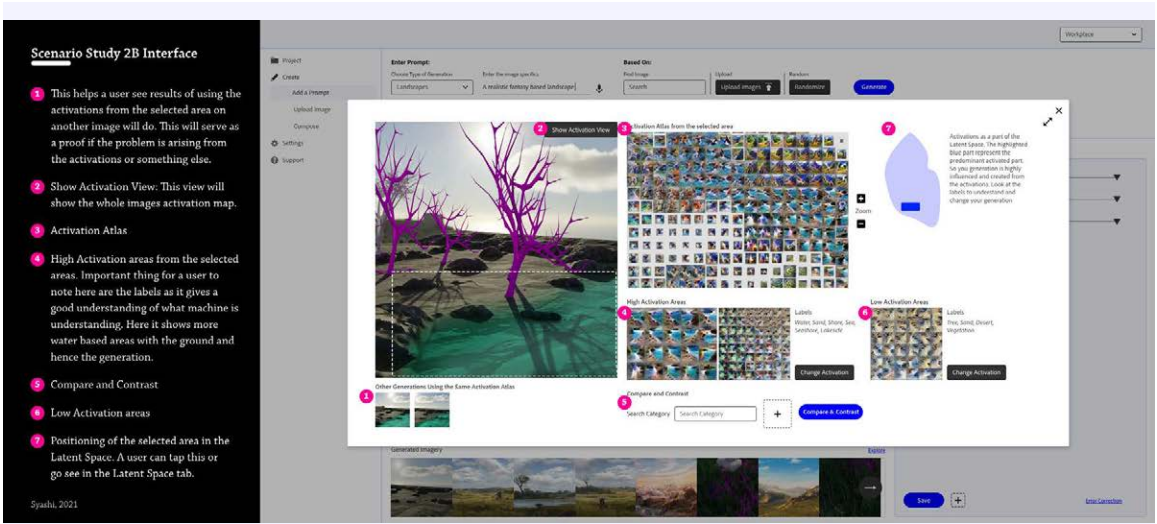 Scenario Study 2B Interface
1 This helps a user see results of using the
activations from the selected area on
another image will do. This will serve as
a proof if the problem is arising from
the activations or something else.
2 Show Activation View: This view will
show the whole images activation map.
3 Activation Atlas
4 High Activation areas from the selected
areas. Important thing for a user to
note here are the labels as it gives a
good understanding of what machine is
understanding. Here it shows more
water based areas with the ground and
hence the generation.
5 Compare and Contrast
6 Low Activation areas
7 Positioning of the selected area in the
Latent Space. A user can tap this or
go see in the Latent Space tab.
Syashi, 2021
Workplace
Project
Create
Add a Prompt
Upload Image
Compose
Settings
Support
Enter Prompt:
Choose Type of Generation
Landscapes
Enter the image specifics
A realistic fantasy based landscape
Based On:
Find Image
Search
Upload
Upload images
Random
Randomize
Generate
2 Show Activation View
3 Activation Atlas from the selected area
Zoom
7
Activations as a part of the
Latent Space. The highlighted
Blue part represent the
predominant activated part.
So you generation is highly
influenced and created from
the activations. Look at the
labels to understand and
change your generation
High Activation Areas
4
Labels
Water, Sand, Shore, Sea,
Seashore, Lakeside
Change Activation
Low Activation Areas
6
Labels
Tree, Sand, Desert,
Vegetation
Change Activation
Other Generations Using the Same Activation Atlas
1
Compare and Contrast
5
Search Category
Search Category
+
Compare & Contrast
Generated Imagery
Explore
Save
+
Error Correction